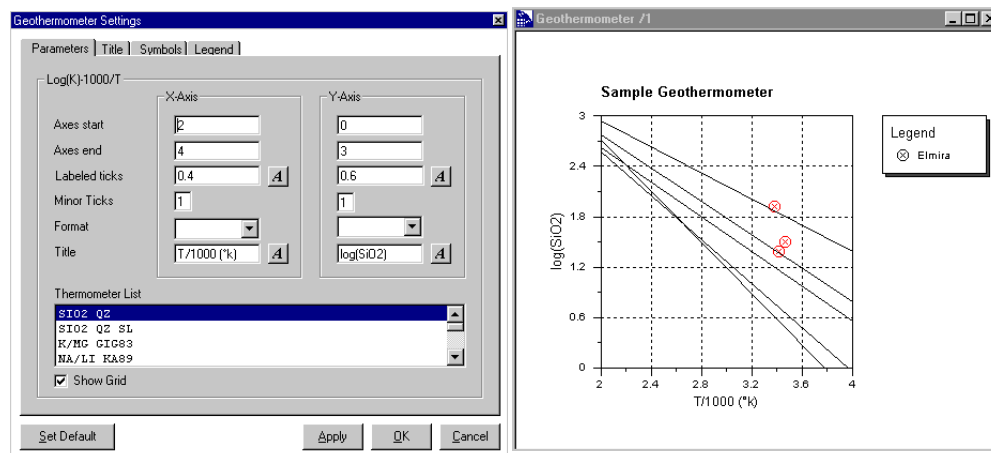 Geothermometer Settings
Parameters Title Symbols Legend
Log(K)-1000/T
X-Axis Y-Axis
Axes start 2 0
Axes end 4 3
Labeled ticks 0.4 A 0.6 A
Minor Ticks 1 1
Format
Title T/1000 (°k) A log(SiO2) A
Thermometer List
SIO2 QZ
SIO2 QZ SL
K/MG GIG83
NA/LI KA89
Show Grid
Set Default Apply OK Cancel
Geothermometer /1
Sample Geothermometer
3
2.4
1.8
1.2
0.6
0
log(SiO2)
2 2.4 2.8 3.2 3.6 4
T/1000 (°k)
Legend
Elmira